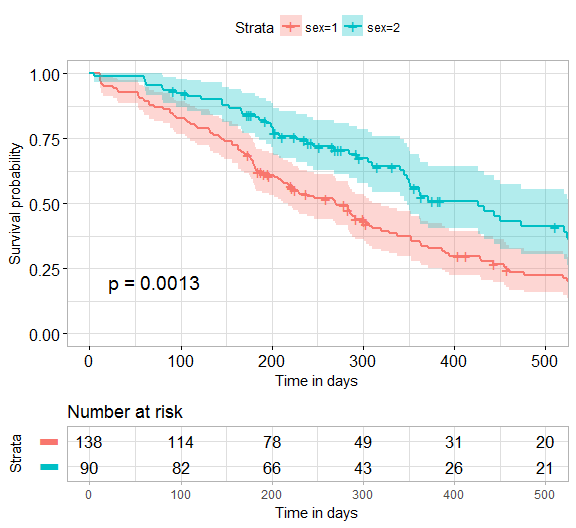 Strata sex=1 sex=2
1.00
0.75
0.50
0.25
0.00
Survival probability
p = 0.0013
0 100 200 300 400 500
Time in days
Number at risk
Strata
138 114 78 49 31 20
90 82 66 43 26 21
0 100 200 300 400 500
Time in days